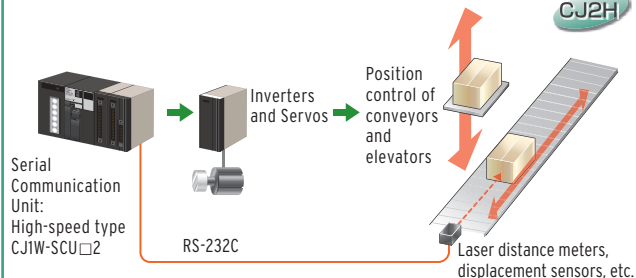 CJ2H
Inverters
and Servos
Position
control of
conveyors
and
elevators
Serial
Communication
Unit:
High-speed type
CJ1W-SCU□2
RS-232C
Laser distance meters,
displacement sensors, etc.